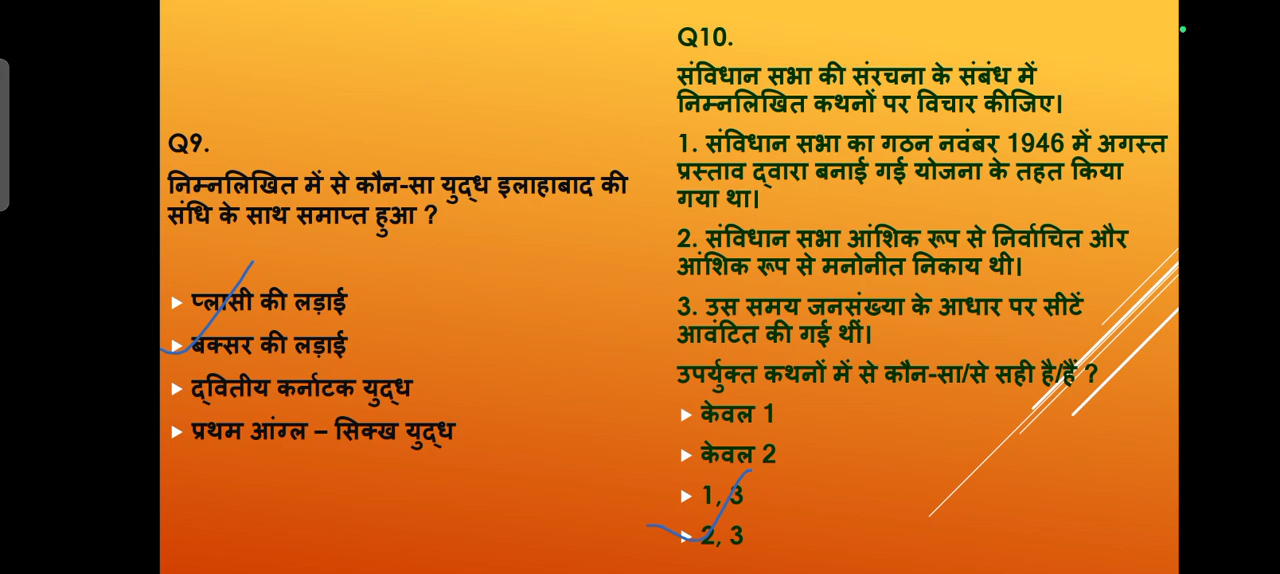 Q9.
निम्नलिखित में से कौन-सा युद्ध इलाहाबाद की
संधि के साथ समाप्त हुआ ?
प्लासी की लड़ाई
बक्सर की लड़ाई
द्वितीय कर्नाटक युद्ध
प्रथम आंग्ल – सिक्ख युद्ध
Q10.
संविधान सभा की संरचना के संबंध में
निम्नलिखित कथनों पर विचार कीजिए।
1. संविधान सभा का गठन नवंबर 1946 में अगस्त
प्रस्ताव द्वारा बनाई गई योजना के तहत किया
गया था।
2. संविधान सभा आंशिक रूप से निर्वाचित और
आंशिक रूप से मनोनीत निकाय थी।
3. उस समय जनसंख्या के आधार पर सीटें
आवंटित की गई थीं।
उपर्युक्त कथनों में से कौन-सा/से सही है/हैं ?
केवल 1
केवल 2
1, 3
2, 3